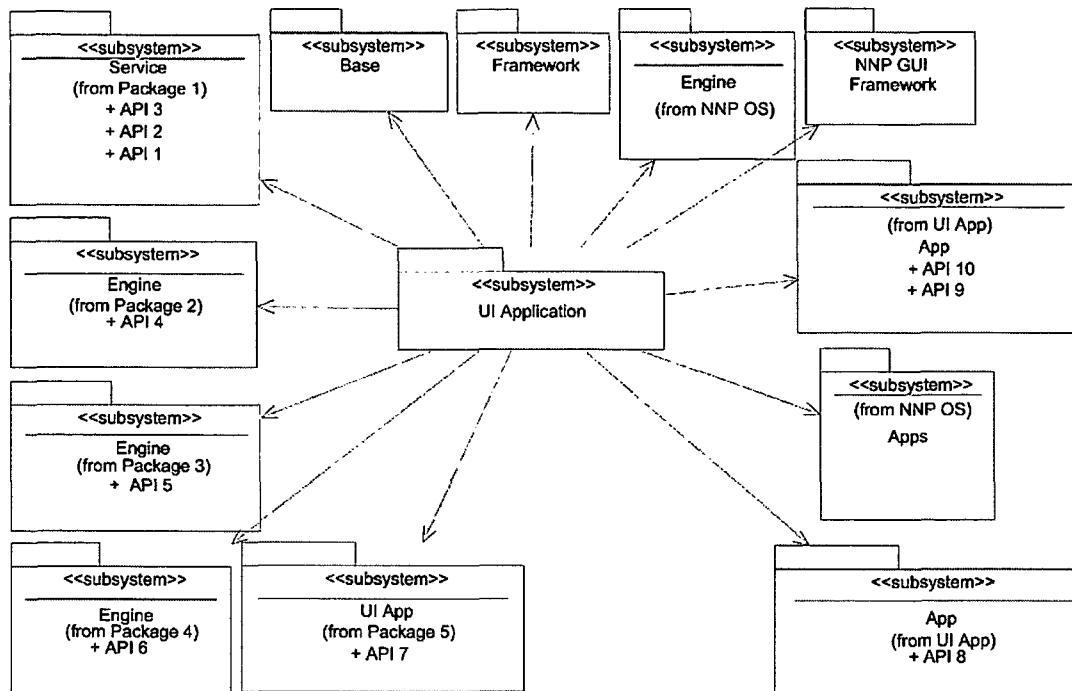 <<subsystem>>
Service
(from Package 1)
+ API 3
+ API 2
+ API 1
<<subsystem>>
Base
<<subsystem>>
Framework
<<subsystem>>
Engine
(from NNP OS)
<<subsystem>>
NNP GUI
Framework
<<subsystem>>
(from UI App)
App
+ API 10
+ API 9
<<subsystem>>
Engine
(from Package 2)
+ API 4
<<subsystem>>
UI Application
<<subsystem>>
Engine
(from Package 3)
+ API 5
<<subsystem>>
(from NNP OS)
Apps
<<subsystem>>
Engine
(from Package 4)
+ API 6
<<subsystem>>
UI App
(from Package 5)
+ API 7
<<subsystem>>
App
(from UI App)
+ API 8